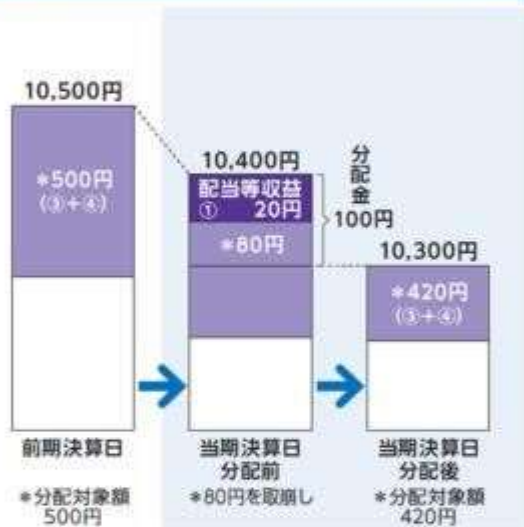 10,500円
*500円
(③+④)
前期決算日
*分配対象額
500円
10,400円
配当等収益
① 20円
*80円
分配金
100円
当期決算日
分配前
*80円を取崩し
10,300円
*420円
(③+④)
当期決算日
分配後
*分配対象額
420円